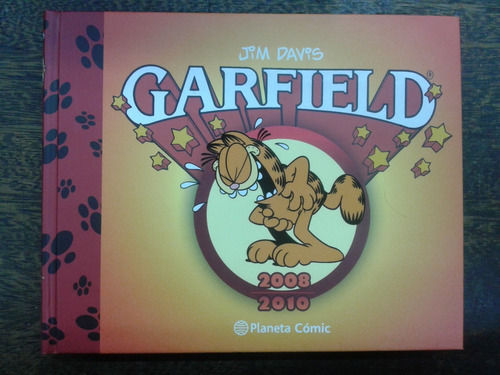 JiM DAViS
GARFIELD
2008
2010
Planeta Cómic